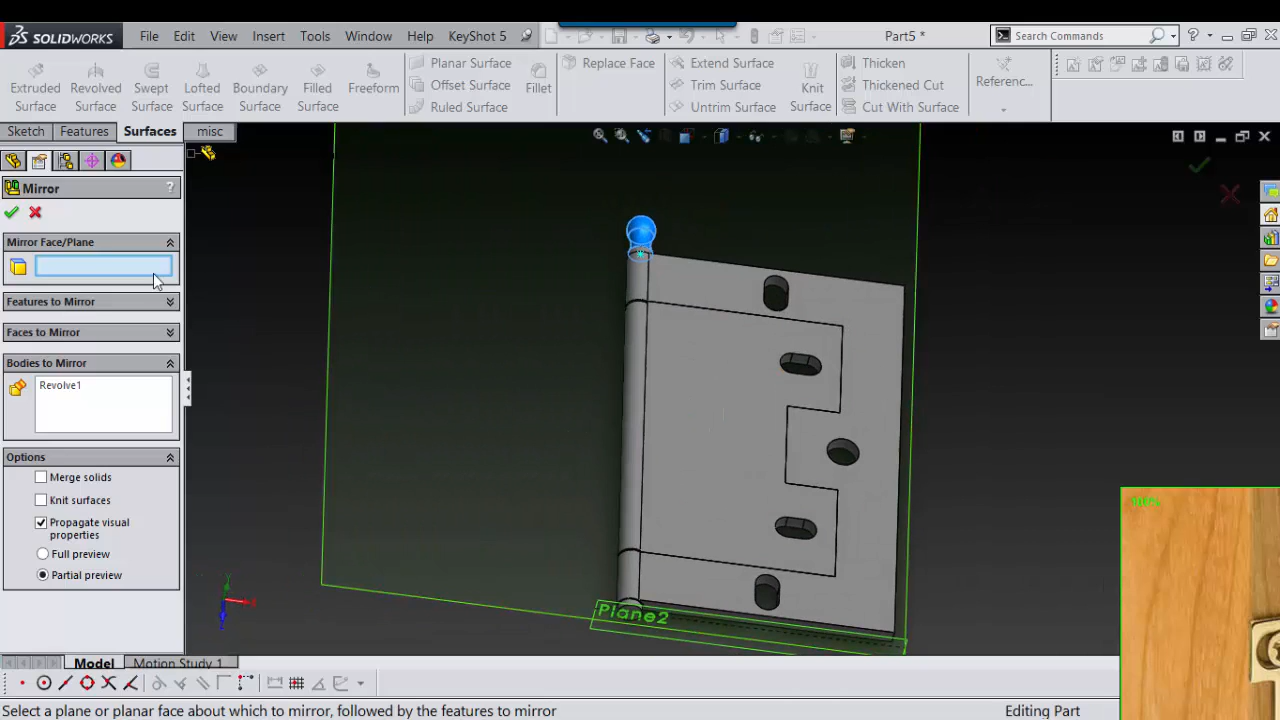 SOLIDWORKS File Edit View Insert Tools Window Help KeyShot 5 Part5 * Search Commands ?
Extruded Surface
Revolved Surface
Swept Surface
Lofted Surface
Boundary Surface
Filled Surface
Freeform
Planar Surface
Offset Surface
Ruled Surface
Fillet
Replace Face
Extend Surface
Trim Surface
Untrim Surface
Knit Surface
Thicken
Thickened Cut
Cut With Surface
Referenc...
Sketch Features Surfaces misc
Mirror ?
Mirror Face/Plane
Features to Mirror
Faces to Mirror
Bodies to Mirror
Revolve1
Options
Merge solids
Knit surfaces
Propagate visual
properties
Full preview
Partial preview
Plane2
Model Motion Study 1
Select a plane or planar face about which to mirror, followed by the features to mirror Editing Part